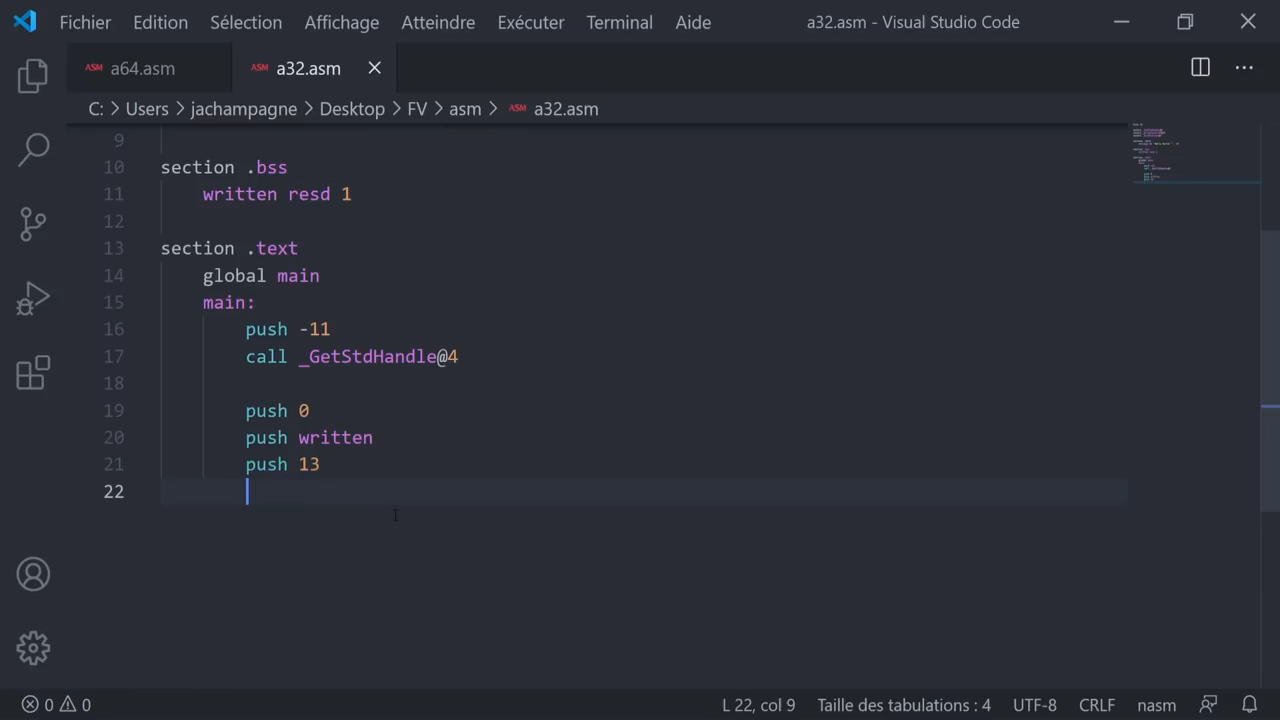 Fichier Edition Sélection Affichage Atteindre Exécuter Terminal Aide a32.asm - Visual Studio Code
ASM a64.asm ASM a32.asm
C: > Users > jachampagne > Desktop > FV > asm > ASM a32.asm
9
10 section .bss
11 written resd 1
12
13 section .text
14 global main
15 main:
16 push -11
17 call _GetStdHandle@4
18
19 push 0
20 push written
21 push 13
22
0 0 L 22, col 9 Taille des tabulations : 4 UTF-8 CRLF nasm